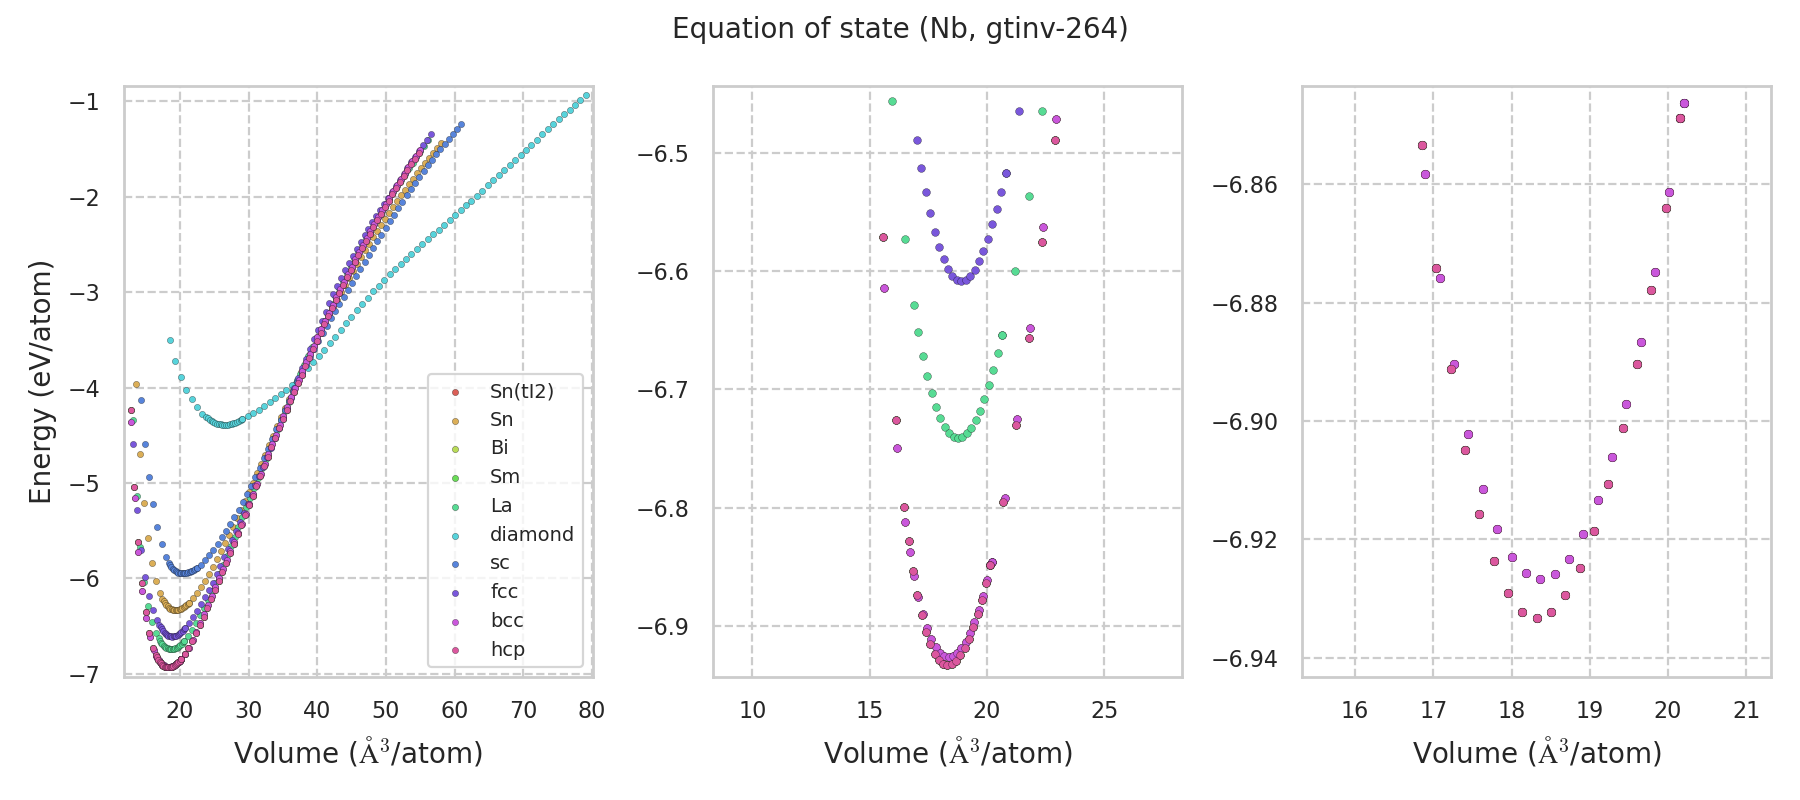 Equation of state (Nb, gtinv-264)
Energy (eV/atom)
−1
−2
−3
−4
−5
−6
−7
20 30 40 50 60 70 80
Volume (Å³/atom)
Sn(tI2)
Sn
Bi
Sm
La
diamond
sc
fcc
bcc
hcp
−6.5
−6.6
−6.7
−6.8
−6.9
10 15 20 25
Volume (Å³/atom)
−6.86
−6.88
−6.90
−6.92
−6.94
16 17 18 19 20 21
Volume (Å³/atom)